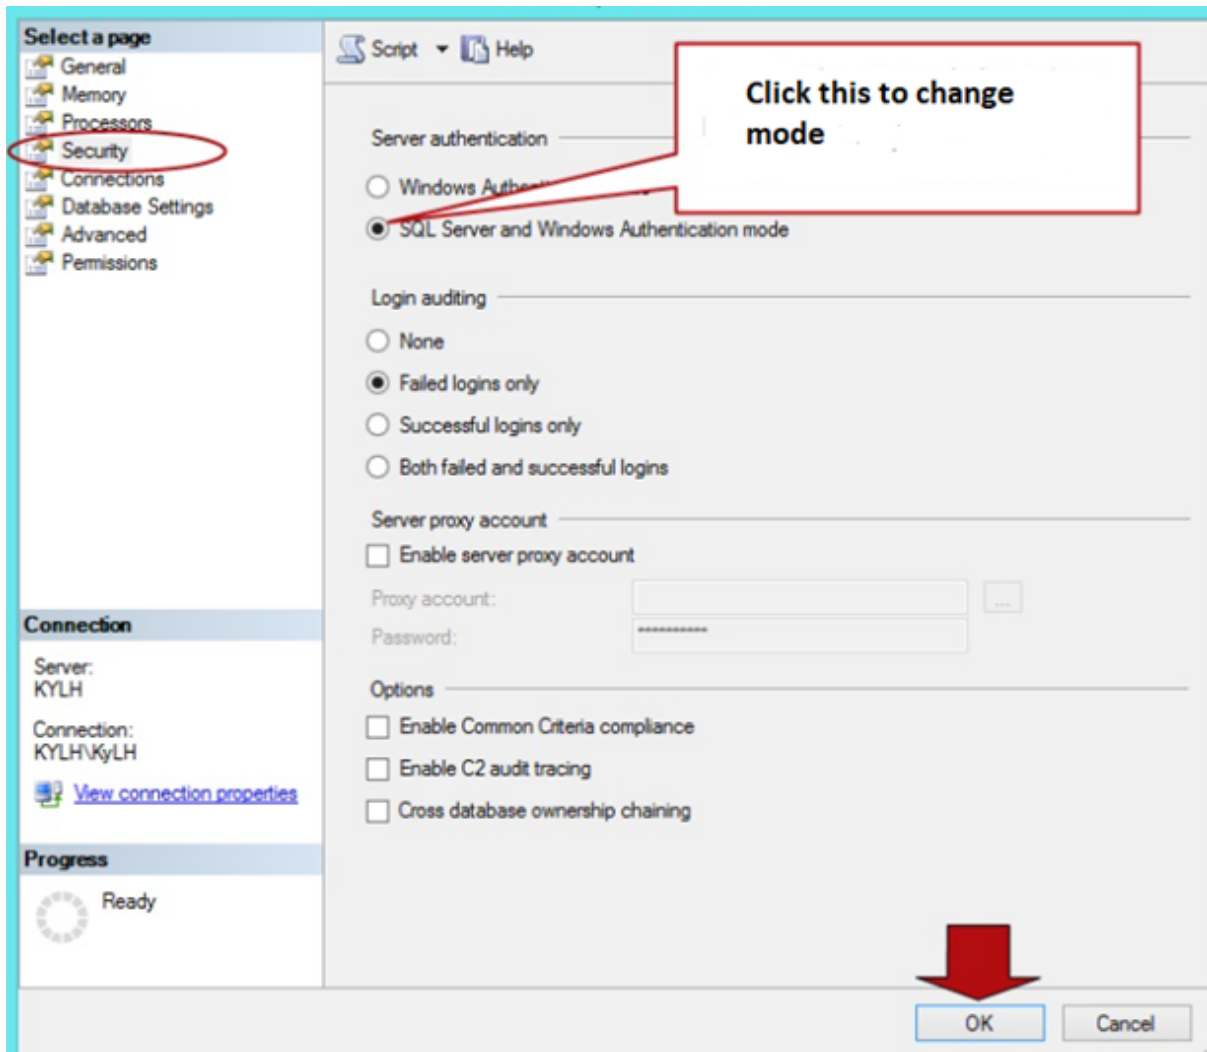 Select a page
General
Memory
Processors
Security
Connections
Database Settings
Advanced
Permissions
Connection
Server:
KYLH
Connection:
KYLH\KyLH
View connection properties
Progress
Ready
Script Help
Click this to change
mode
Server authentication
Windows
SQL Server and Windows Authentication mode
Login auditing
None
Failed logins only
Successful logins only
Both failed and successful logins
Server proxy account
Enable server proxy account
Proxy account:
...
Password:
**********
Options
Enable Common Criteria compliance
Enable C2 audit tracing
Cross database ownership chaining
OK Cancel